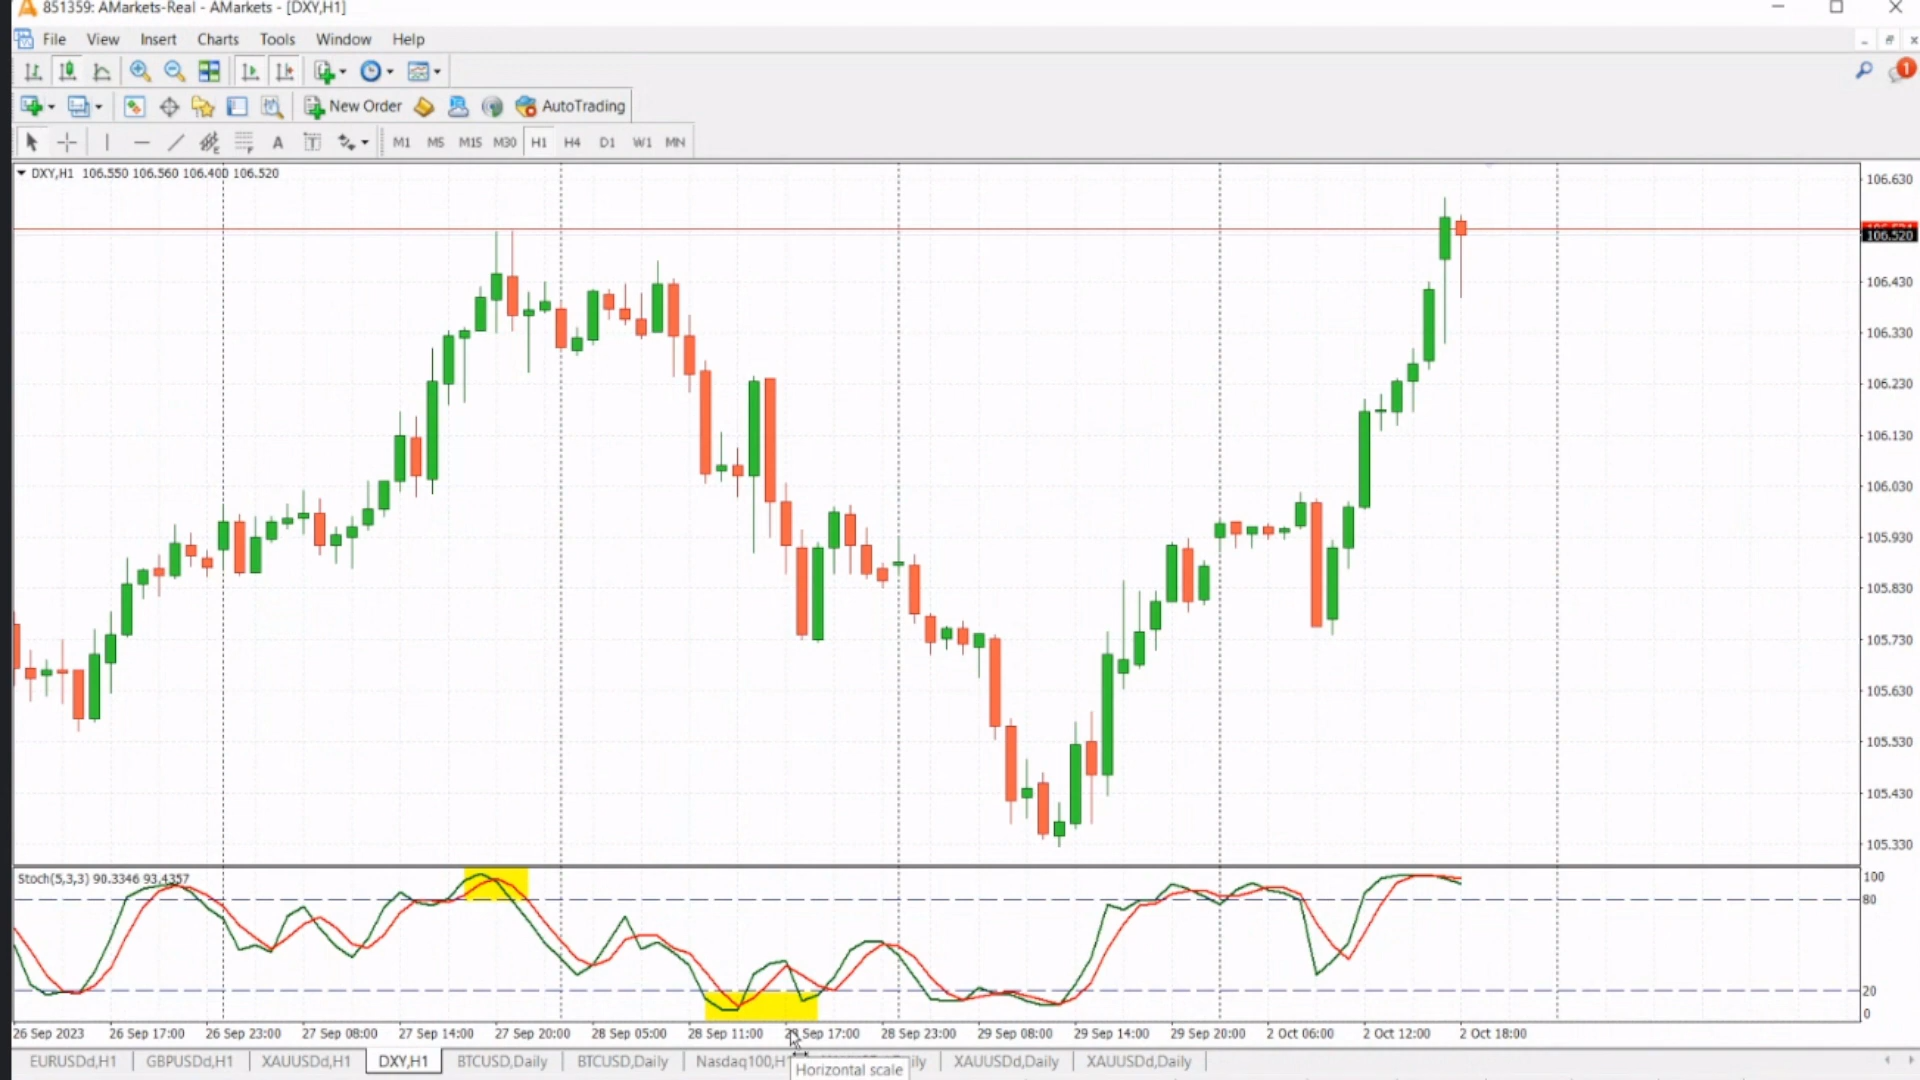 851359: AMarkets-Real - AMarkets - [DXY,H1]
File View Insert Charts Tools Window Help
1
New Order AutoTrading
A T M1 M5 M15 M30 H1 H4 D1 W1 MN
DXY,H1 106.550 106.560 106.400 106.520
106.630
106.520
106.430
106.330
106.230
106.130
106.030
105.930
105.830
105.730
105.630
105.530
105.430
105.330
Stoch(5,3,3) 90.3346 93.4357
100
80
20
0
26 Sep 2023 26 Sep 17:00 26 Sep 23:00 27 Sep 08:00 27 Sep 14:00 27 Sep 20:00 28 Sep 05:00 28 Sep 11:00 28 Sep 17:00 28 Sep 23:00 29 Sep 08:00 29 Sep 14:00 29 Sep 20:00 2 Oct 06:00 2 Oct 12:00 2 Oct 18:00
EURUSDd,H1 GBPUSDd,H1 XAUUSDd,H1 DXY,H1 BTCUSD,Daily BTCUSD,Daily Nasdaq100,H1 XAUUSDd,Daily XAUUSDd,Daily
Horizontal scale